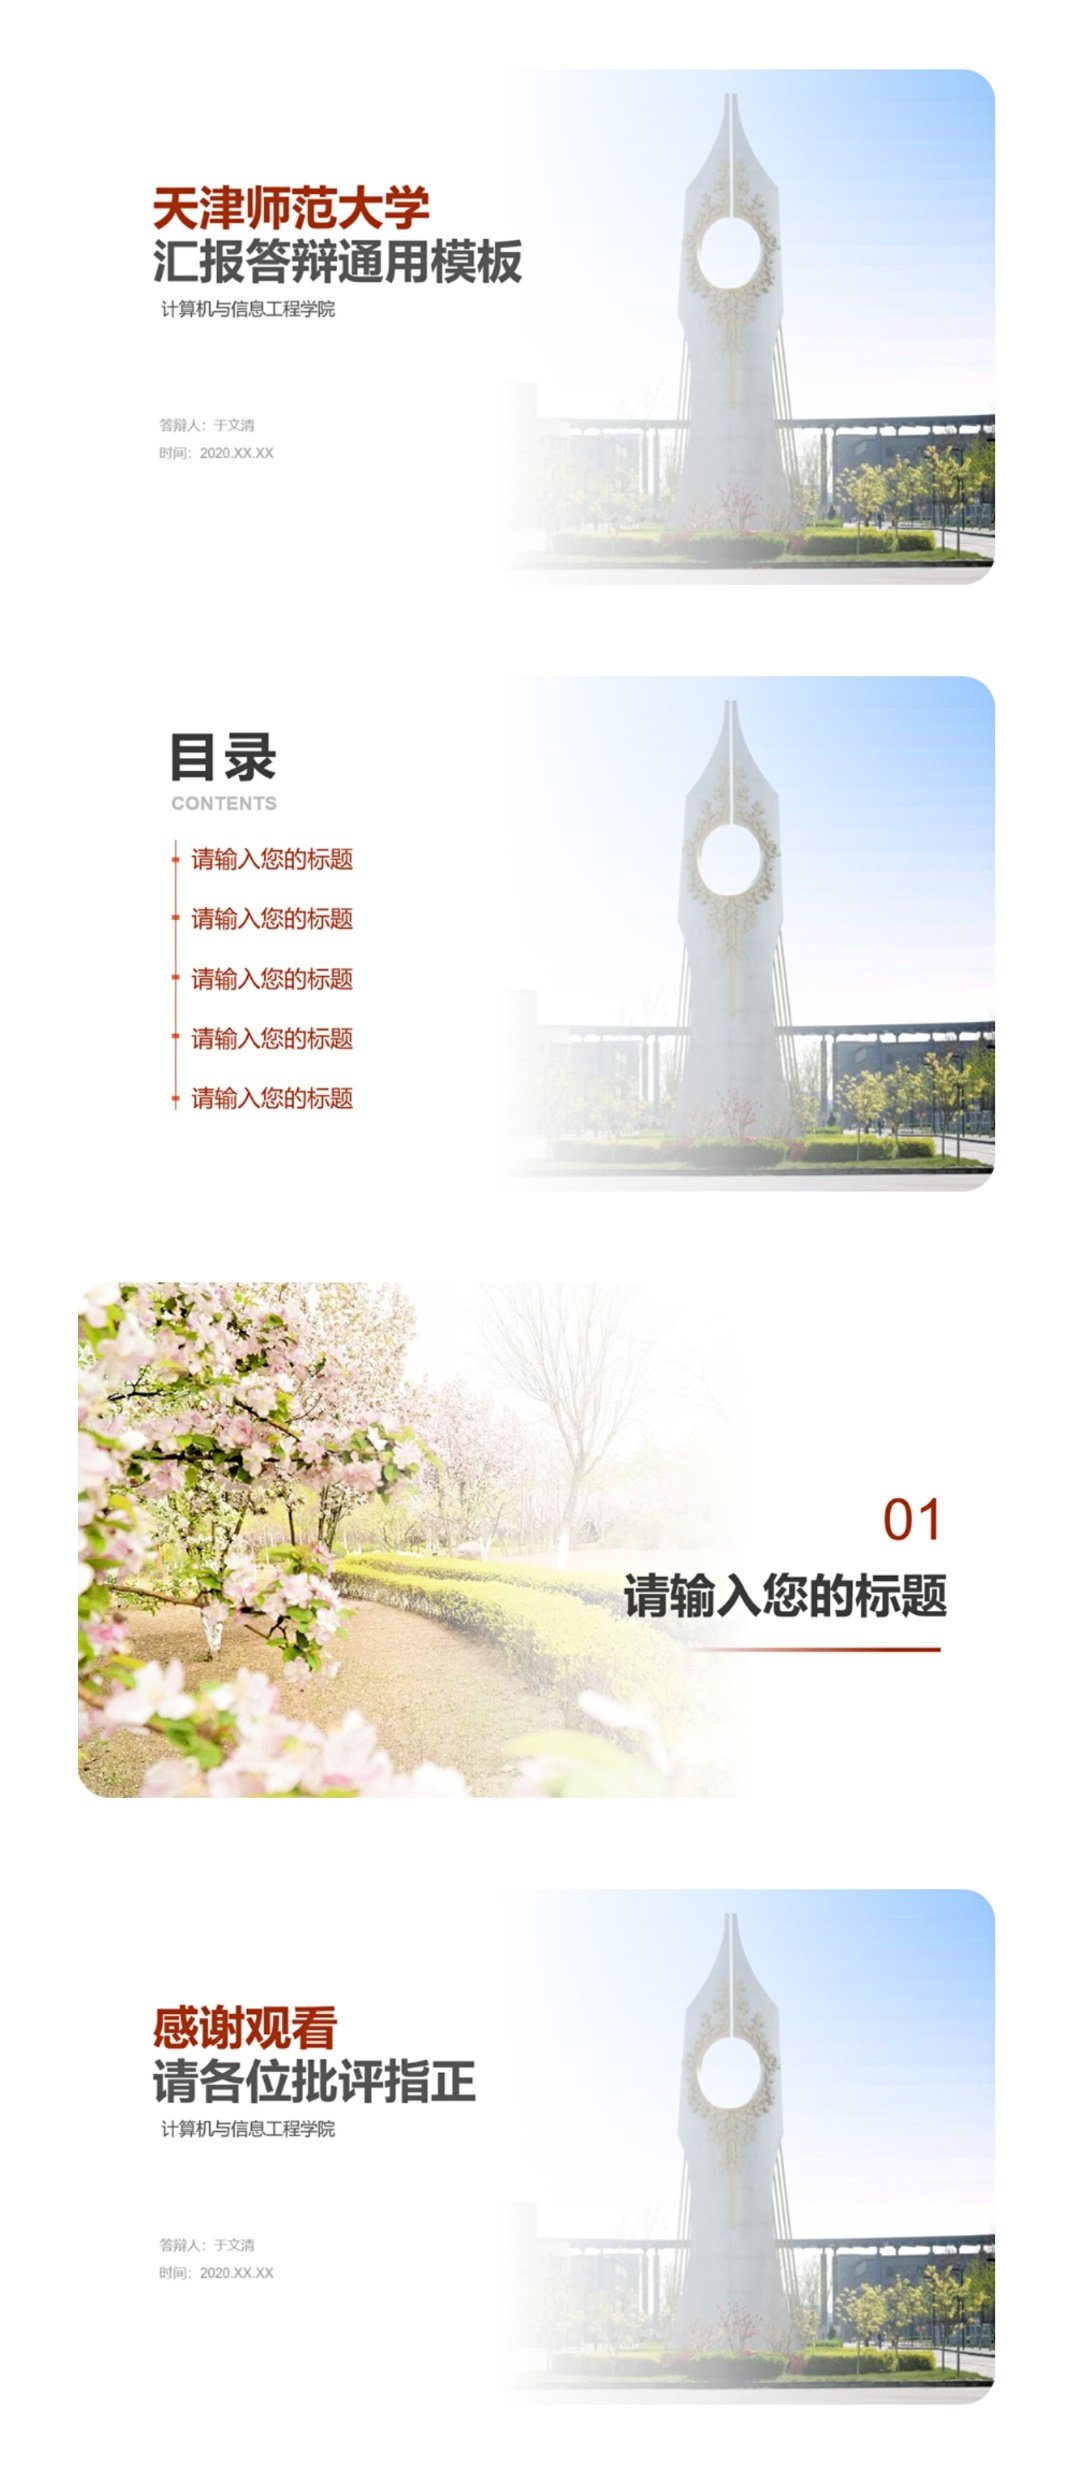 天津师范大学
汇报答辩通用模板
计算机与信息工程学院
答辩人：于文清
时间：2020.XX.XX
目录
CONTENTS
请输入您的标题
请输入您的标题
请输入您的标题
请输入您的标题
请输入您的标题
01
请输入您的标题
感谢观看
请各位批评指正
计算机与信息工程学院
答辩人：于文清
时间：2020.XX.XX